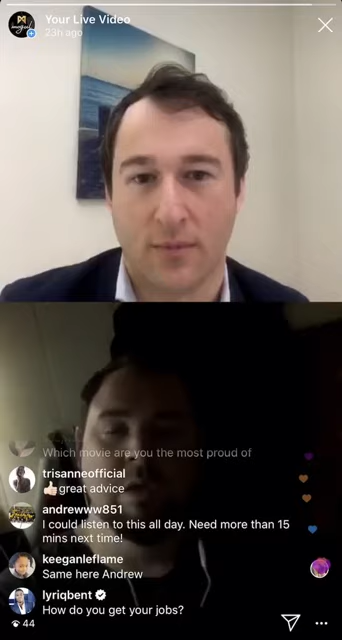 Your Live Video
23h ago
Which movie are you the most proud of
trisanneofficial
👍🏻great advice
andrewww851
I could listen to this all day. Need more than 15
mins next time!
keeganleflame
Same here Andrew
lyriqbent
How do you get your jobs?
44